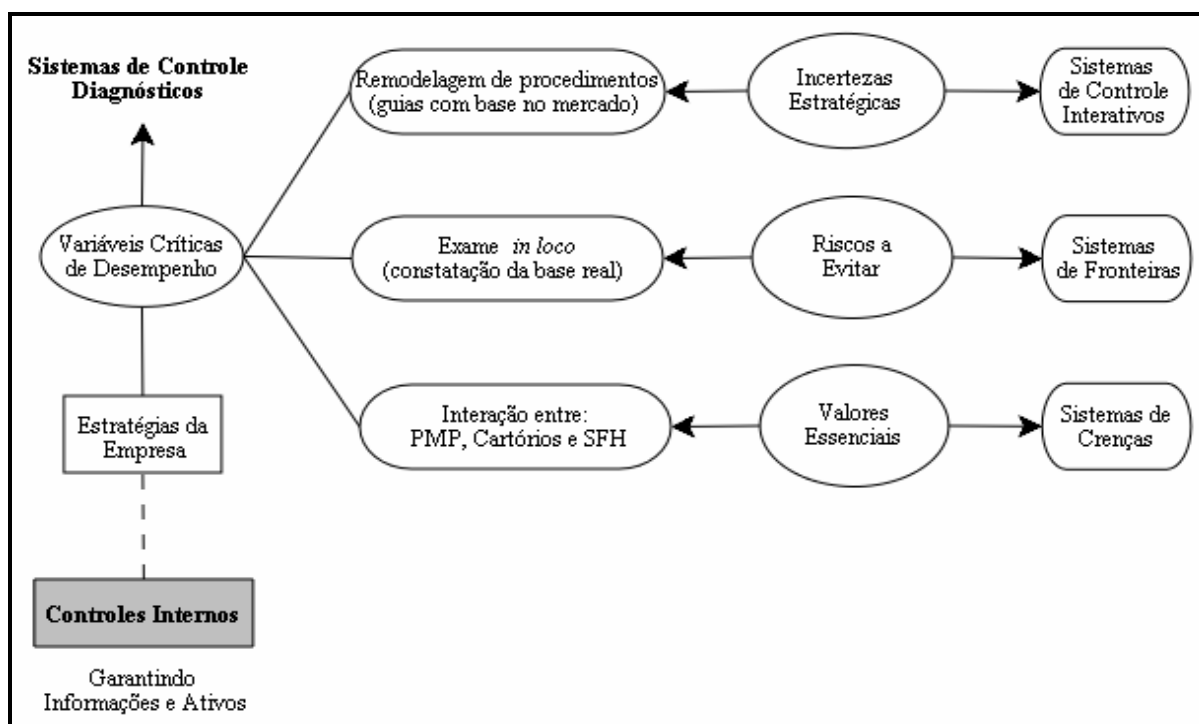 Sistemas de Controle
Diagnósticos
Remodelagem de procedimentos
(guias com base no mercado)
Incertezas
Estratégicas
Sistemas
de Controle
Interativos
Variáveis Críticas
de Desempenho
Exame in loco
(constatação da base real)
Riscos a
Evitar
Sistemas
de Fronteiras
Estratégias da
Empresa
Interação entre:
PMP, Cartórios e SFH
Valores
Essenciais
Sistemas de
Crenças
Controles Internos
Garantindo
Informações e Ativos